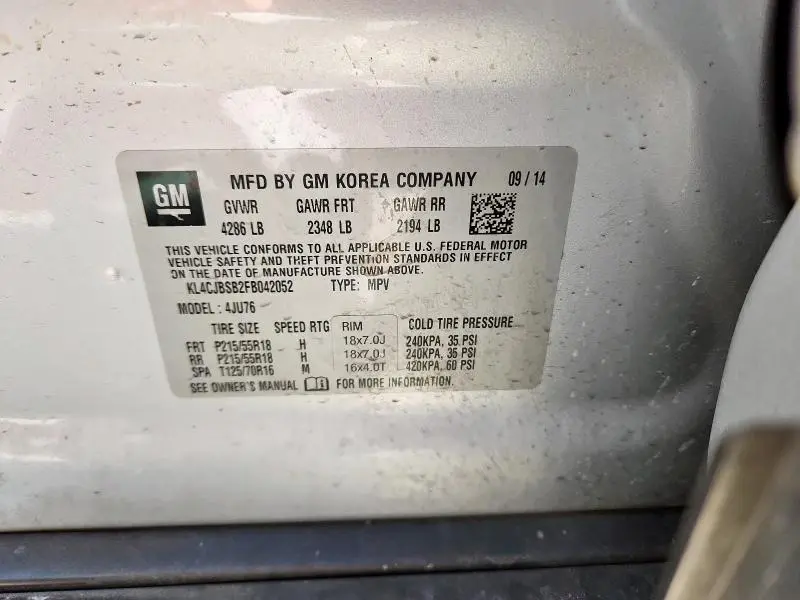 GM
MFD BY GM KOREA COMPANY 09 / 14
GVWR GAWR FRT GAWR RR
4286 LB 2348 LB 2194 LB
THIS VEHICLE CONFORMS TO ALL APPLICABLE U.S. FEDERAL MOTOR
VEHICLE SAFETY AND THEFT PREVENTION STANDARDS IN EFFECT
ON THE DATE OF MANUFACTURE SHOWN ABOVE.
KL4CJBSB2FB042052 TYPE: MPV
MODEL: 4JU76
TIRE SIZE SPEED RTG RIM COLD TIRE PRESSURE
FRT P215/55R18 H 18x7.0J 240KPA, 35 PSI
RR P215/55R18 H 18x7.0J 240KPA, 35 PSI
SPA T125/70R16 M 16x4.0T 420KPA, 60 PSI
SEE OWNER'S MANUAL FOR MORE INFORMATION.